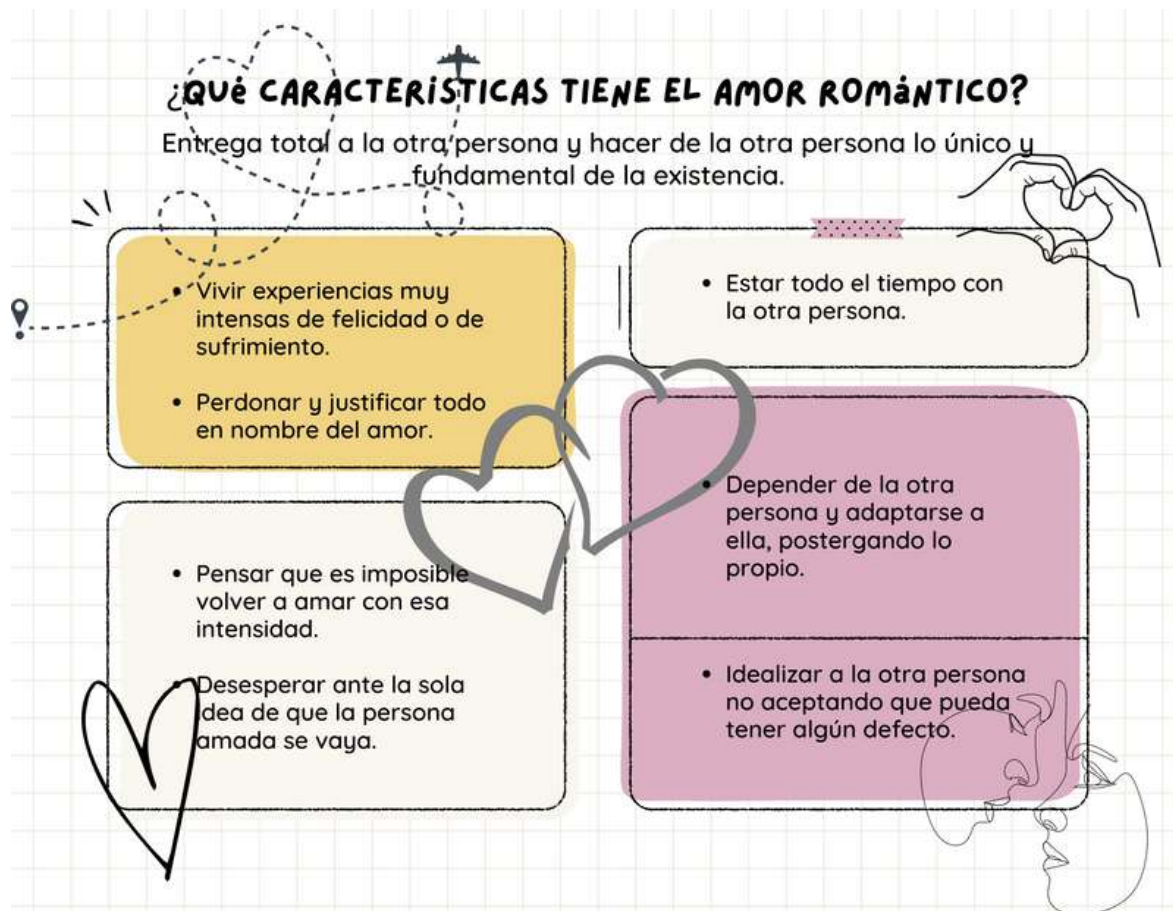 ¿QUÉ CARACTERÍSTICAS TIENE EL AMOR ROMÁNTICO?
Entrega total a la otra persona y hacer de la otra persona lo único y
fundamental de la existencia.
• Vivir experiencias muy
intensas de felicidad o de
sufrimiento.
• Perdonar y justificar todo
en nombre del amor.
• Pensar que es imposible
volver a amar con esa
intensidad.
• Desesperar ante la sola
idea de que la persona
amada se vaya.
• Estar todo el tiempo con
la otra persona.
• Depender de la otra
persona y adaptarse a
ella, postergando lo
propio.
• Idealizar a la otra persona
no aceptando que pueda
tener algún defecto.